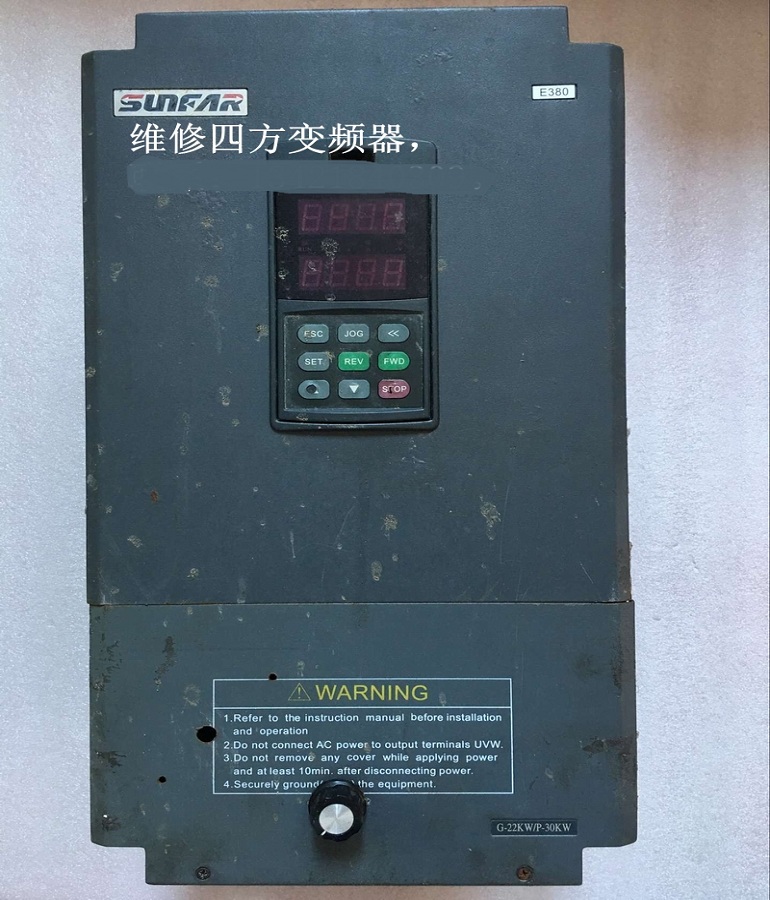 SUNFAR
E380
维修四方变频器，
ESC JOG <<
SET REV FWD
STOP
⚠ WARNING
1.Refer to the instruction manual before installation
and operation
2.Do not connect AC power to output terminals UVW.
3.Do not remove any cover while applying power
and at least 10min. after disconnecting power.
4.Securely ground the equipment.
G-22KW/P-30KW